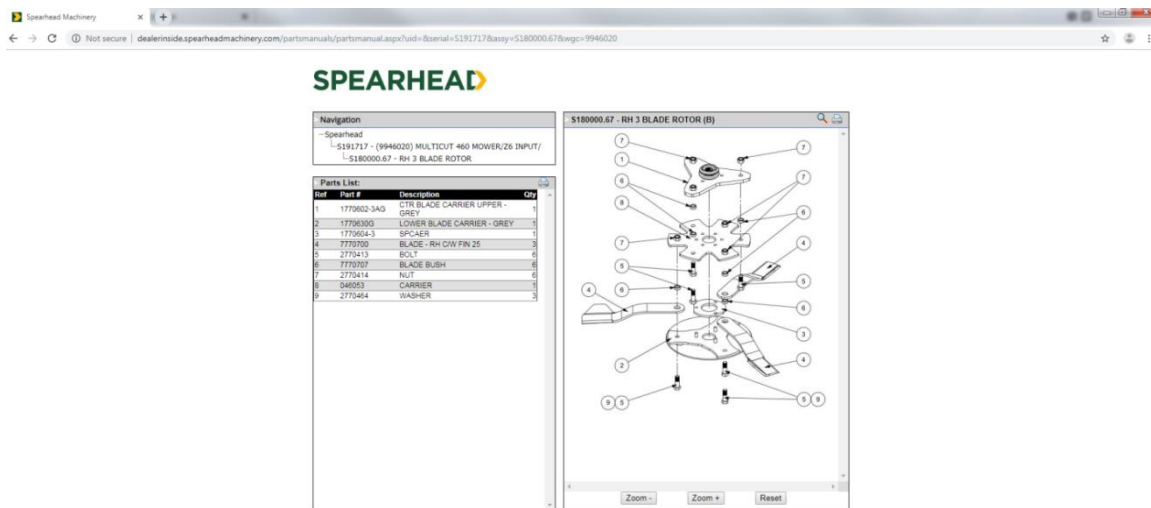 Spearhead Machinery
Not secure | dealerinside.spearheadmachinery.com/partsmanuals/partsmanual.aspx?uid=&serial=S191717&assy=S180000.67&wgc=9946020
SPEARHEAD
Navigation
Spearhead
S191717 - (9946020) MULTICUT 460 MOWER/Z6 INPUT/
S180000.67 - RH 3 BLADE ROTOR
Parts List:
Ref Part # Description Qty
1 1770602-3AG CTR BLADE CARRIER UPPER - GREY 1
2 1770630G LOWER BLADE CARRIER - GREY 1
3 1770604-3 SPCAER 1
4 7770700 BLADE - RH C/W FIN 25 3
5 2770413 BOLT 6
6 7770707 BLADE BUSH 6
7 2770414 NUT 6
8 046053 CARRIER 1
9 2770464 WASHER 3
S180000.67 - RH 3 BLADE ROTOR (B)
7
7
1
6
7
8
6
7
4
5
5
4
6
6
3
2
4
9 5
5 9
Zoom - Zoom + Reset